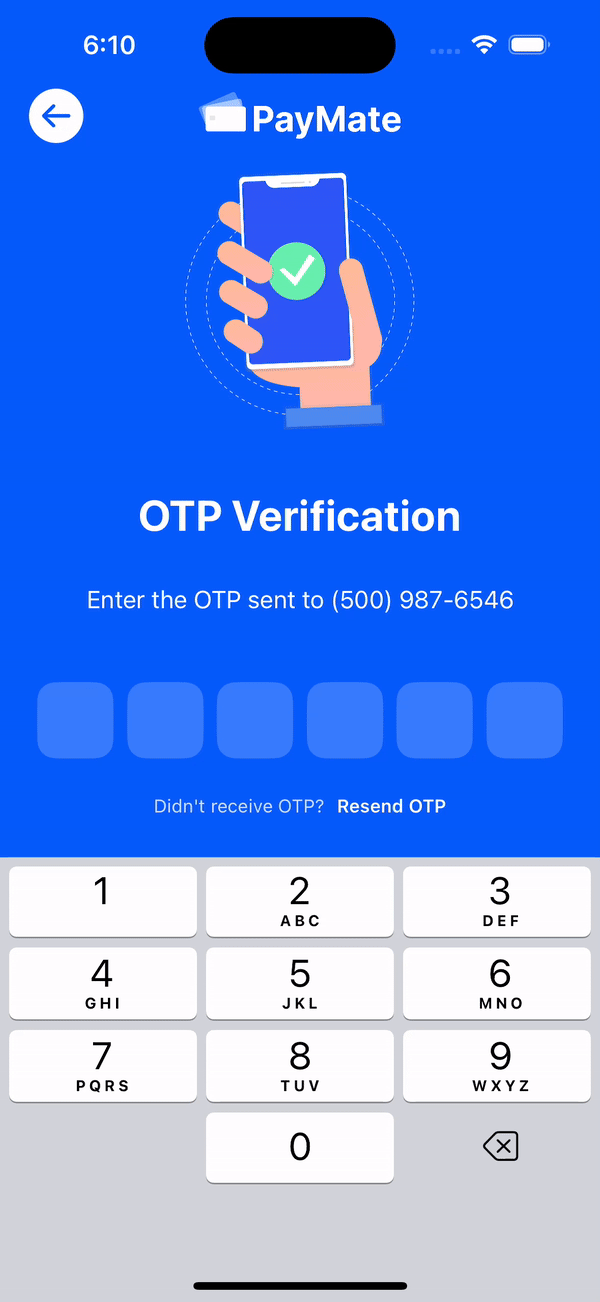 6:10
PayMate
OTP Verification
Enter the OTP sent to (500) 987-6546
Didn't receive OTP? Resend OTP
1 2 3
ABC DEF
4 5 6
GHI JKL MNO
7 8 9
PQRS TUV WXYZ
0